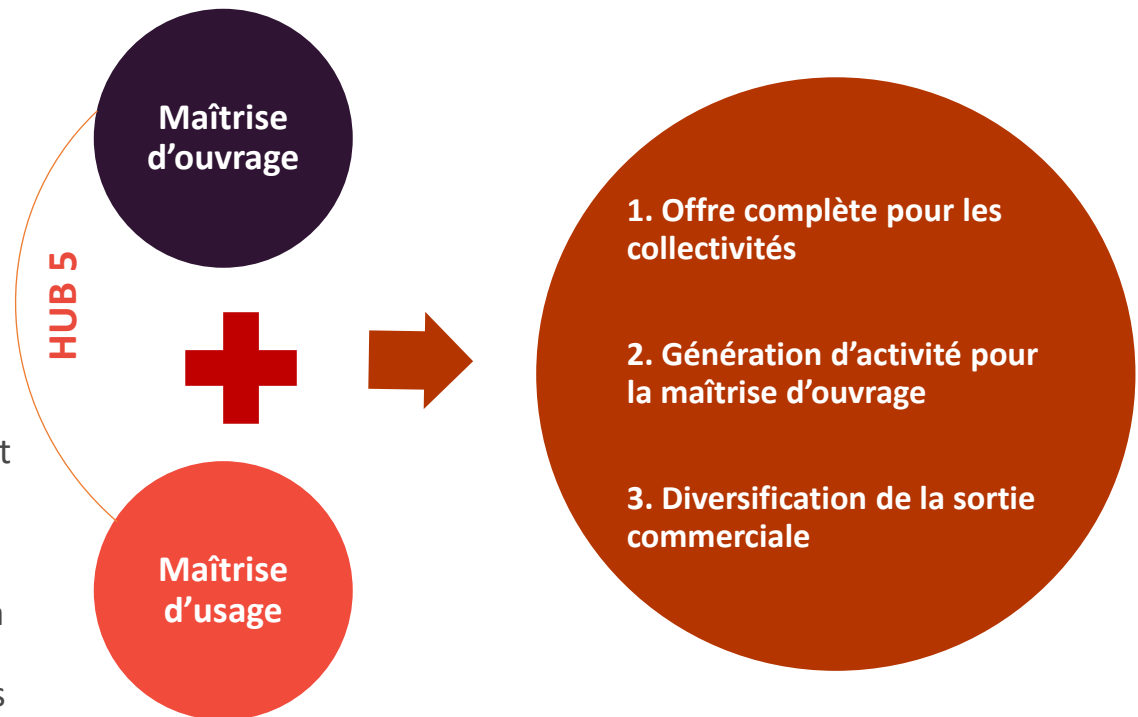 Maîtrise
d'ouvrage
HUB 5
Maîtrise
d'usage
1. Offre complète pour les
collectivités
2. Génération d'activité pour
la maîtrise d'ouvrage
3. Diversification de la sortie
commerciale